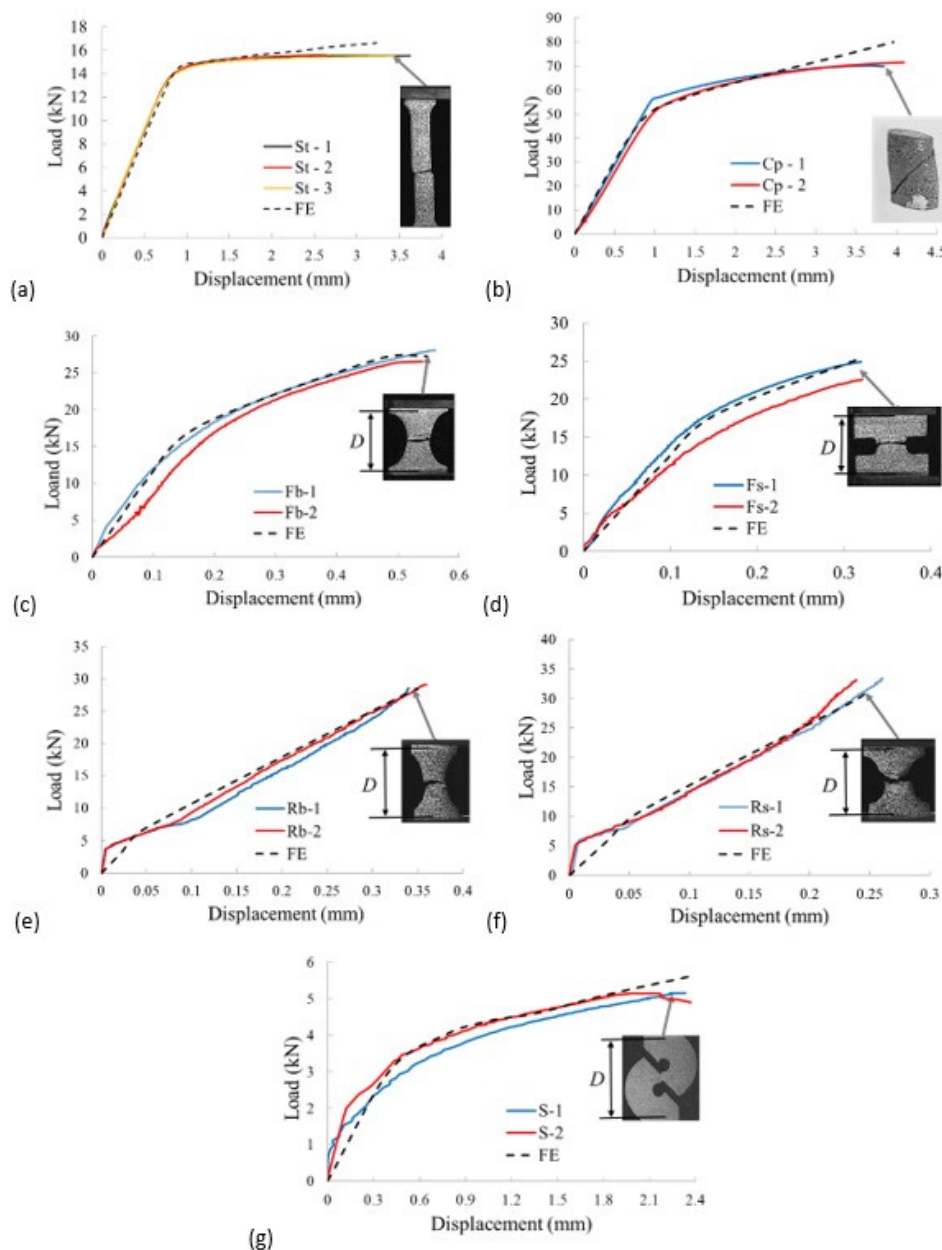 18
16
14
12
10
8
6
4
2
0
Load (kN)
St - 1
St - 2
St - 3
FE
0 0.5 1 1.5 2 2.5 3 3.5 4
Displacement (mm)
(a)
90
80
70
60
50
40
30
20
10
0
Load (kN)
Cp - 1
Cp - 2
FE
0 0.5 1 1.5 2 2.5 3 3.5 4 4.5
Displacement (mm)
(b)
30
25
20
15
10
5
0
Loand (kN)
D
Fb-1
Fb-2
FE
0 0.1 0.2 0.3 0.4 0.5 0.6
Displacement (mm)
(c)
30
25
20
15
10
5
0
Load (kN)
D
Fs-1
Fs-2
FE
0 0.1 0.2 0.3 0.4
Displacement (mm)
(d)
35
30
25
20
15
10
5
0
Load (kN)
D
Rb-1
Rb-2
FE
0 0.05 0.1 0.15 0.2 0.25 0.3 0.35 0.4
Displacement (mm)
(e)
40
35
30
25
20
15
10
5
0
Load (kN)
D
Rs-1
Rs-2
FE
0 0.05 0.1 0.15 0.2 0.25 0.3
Displacement (mm)
(f)
6
5
4
3
2
1
0
Load (kN)
D
S-1
S-2
FE
0 0.3 0.6 0.9 1.2 1.5 1.8 2.1 2.4
Displacement (mm)
(g)